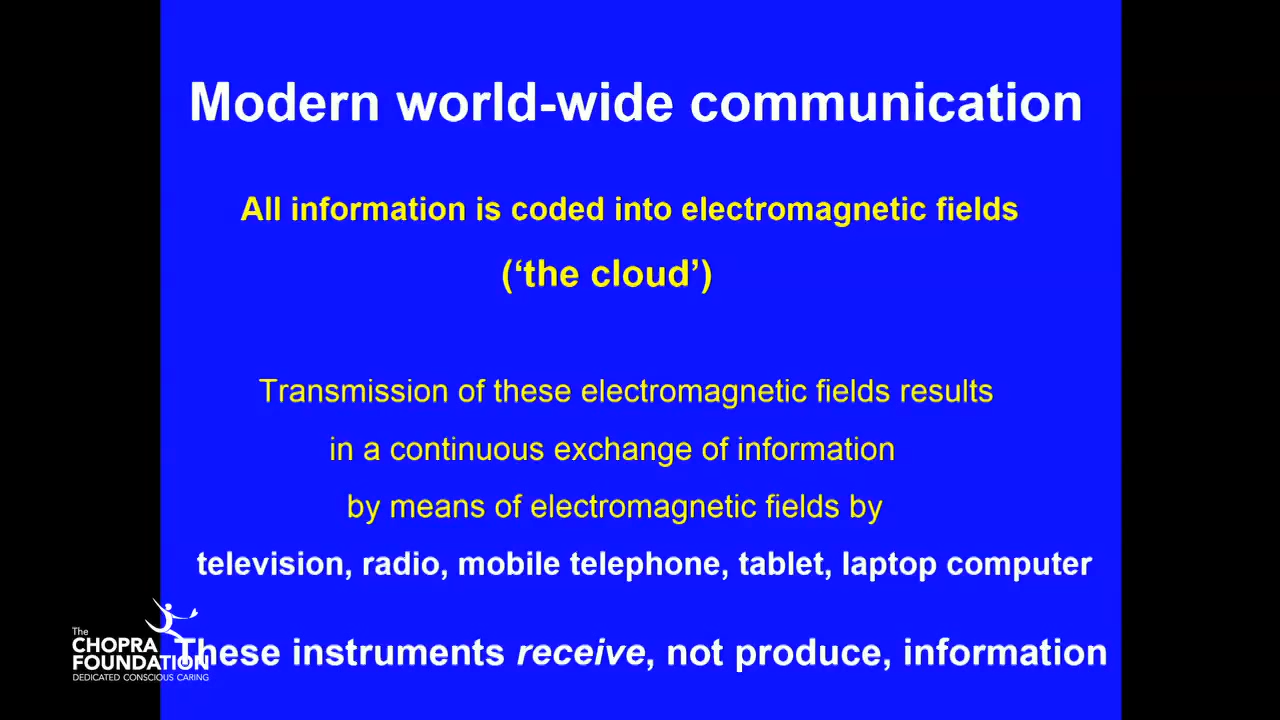 Modern world-wide communication
All information is coded into electromagnetic fields
(‘the cloud’)
Transmission of these electromagnetic fields results
in a continuous exchange of information
by means of electromagnetic fields by
television, radio, mobile telephone, tablet, laptop computer
These instruments receive, not produce, information
The
CHOPRA
FOUNDATION
DEDICATED CONSCIOUS CARING